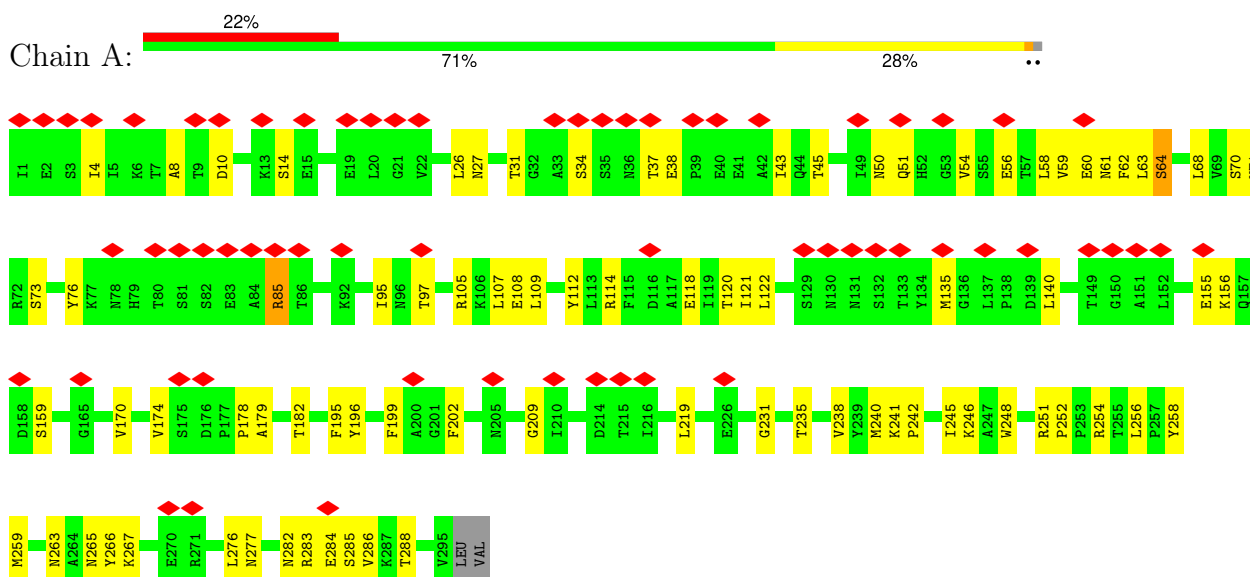 22%
Chain A:
71% 28% ••
I1 E2 S3 I4 I5 K6 T7 A8 T9 D10 K13 S14 E15 E19 L20 G21 V22 L26 N27 T31 G32 A33 S34 S35 N36 T37 E38 P39 E40 E41 A42 I43 Q44 T45 I49 N50 Q51 H52 G53 V54 S55 E56 T57 L58 V59 E60 N61 F62 L63 S64 L68 V69 S70
R72 S73 Y76 K77 N78 H79 T80 S81 S82 E83 A84 R85 T86 K92 I95 N96 T97 R105 K106 L107 E108 L109 Y112 L113 R114 F115 D116 A117 E118 I119 T120 T121 L122 S129 N130 N131 S132 T133 Y134 M135 G136 L137 P138 D139 L140 T149 G150 A151 L152 E155 K156 Q157
D158 S159 G165 V170 V174 S175 D176 P177 P178 A179 T182 F195 Y196 F199 A200 G201 F202 N205 G209 I210 D214 T215 I216 L219 E226 G231 T235 V238 Y239 M240 K241 P242 I245 K246 A247 W248 R251 P252 P253 R254 T255 L256 P257 Y258
M259 N263 A264 N265 Y266 K267 E270 R271 L276 N277 N282 R283 E284 S285 V286 K287 T288 V295 LEU VAL